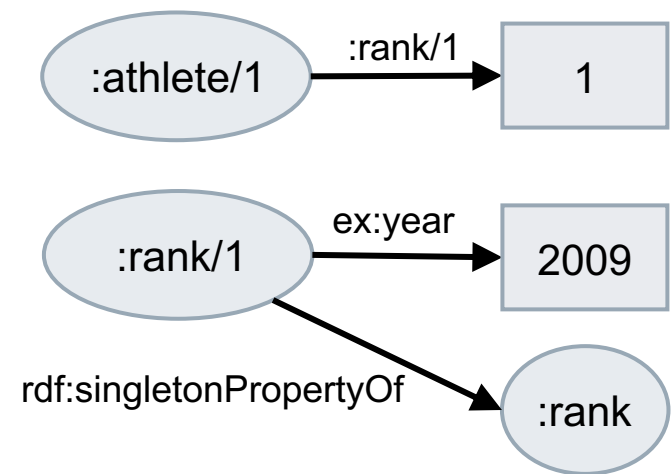 :athlete/1
:rank/1
1
:rank/1
ex:year
2009
rdf:singletonPropertyOf
:rank